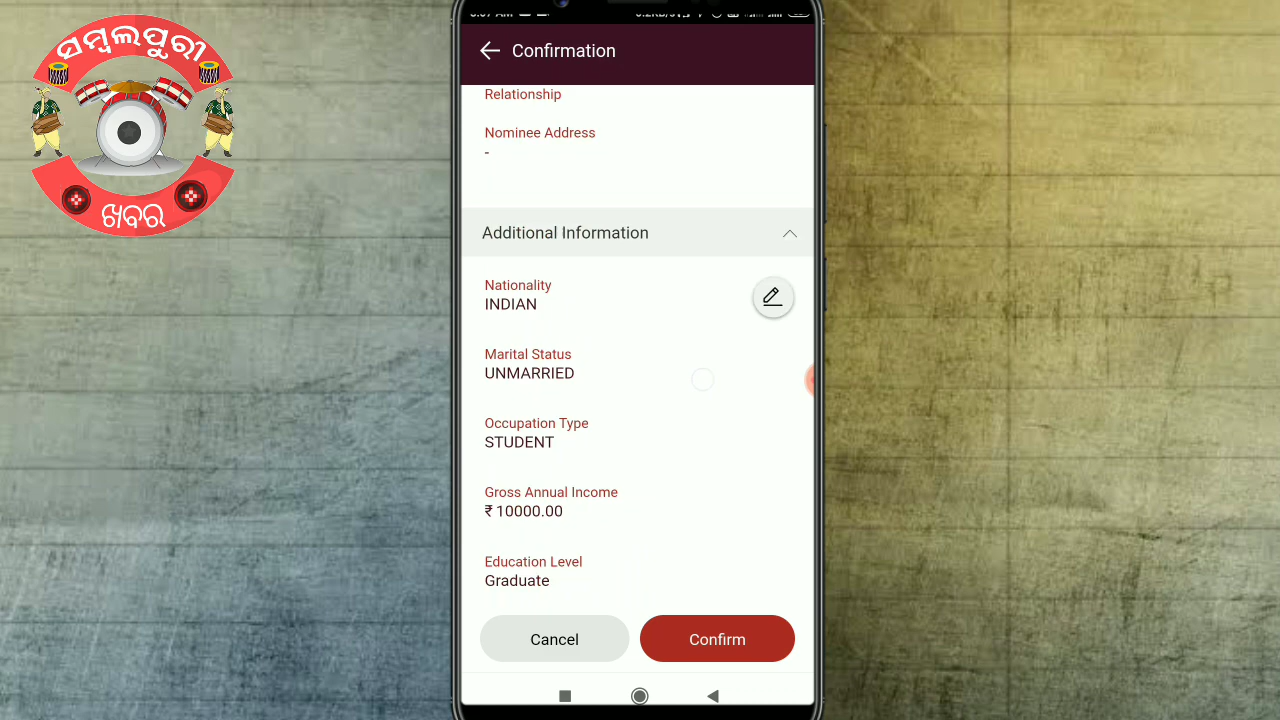 ସମ୍ବଲପୁରୀ
ଖବର
Confirmation
Relationship
Nominee Address
-
Additional Information
Nationality
INDIAN
Marital Status
UNMARRIED
Occupation Type
STUDENT
Gross Annual Income
₹ 10000.00
Education Level
Graduate
Cancel
Confirm